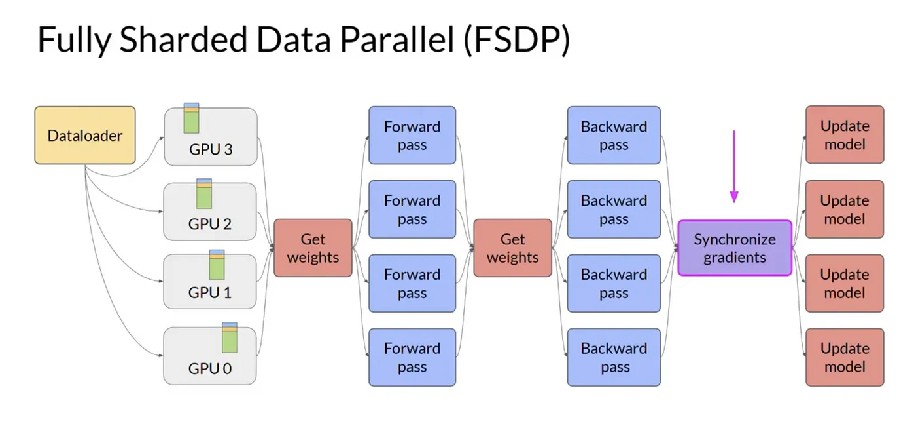 Fully Sharded Data Parallel (FSDP)
Dataloader
GPU 3
GPU 2
GPU 1
GPU 0
Get
weights
Forward
pass
Forward
pass
Forward
pass
Forward
pass
Get
weights
Backward
pass
Backward
pass
Backward
pass
Backward
pass
Synchronize
gradients
Update
model
Update
model
Update
model
Update
model